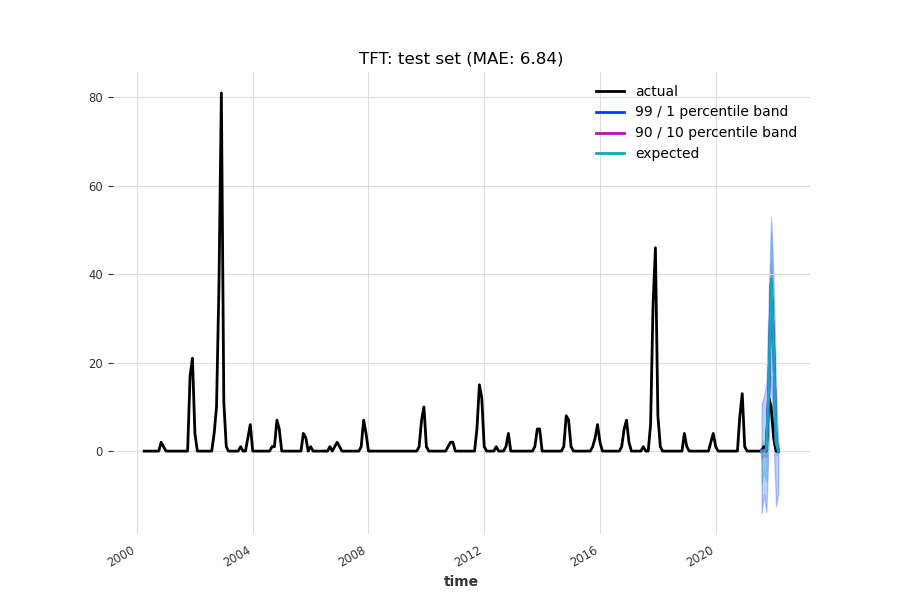 TFT: test set (MAE: 6.84)
actual
99 / 1 percentile band
90 / 10 percentile band
expected
80
60
40
20
0
2000
2004
2008
2012
2016
2020
time